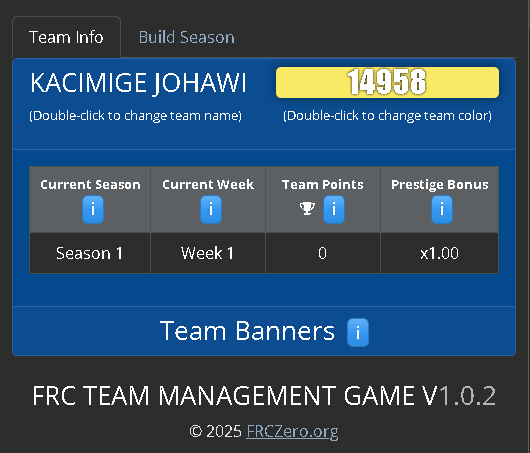 Team Info Build Season
KACIMIGE JOHAWI 14958
(Double-click to change team name) (Double-click to change team color)
Current Season Current Week Team Points Prestige Bonus
i i 🏆 i i
Season 1 Week 1 0 x1.00
Team Banners i
FRC TEAM MANAGEMENT GAME V1.0.2
© 2025 FRCZero.org